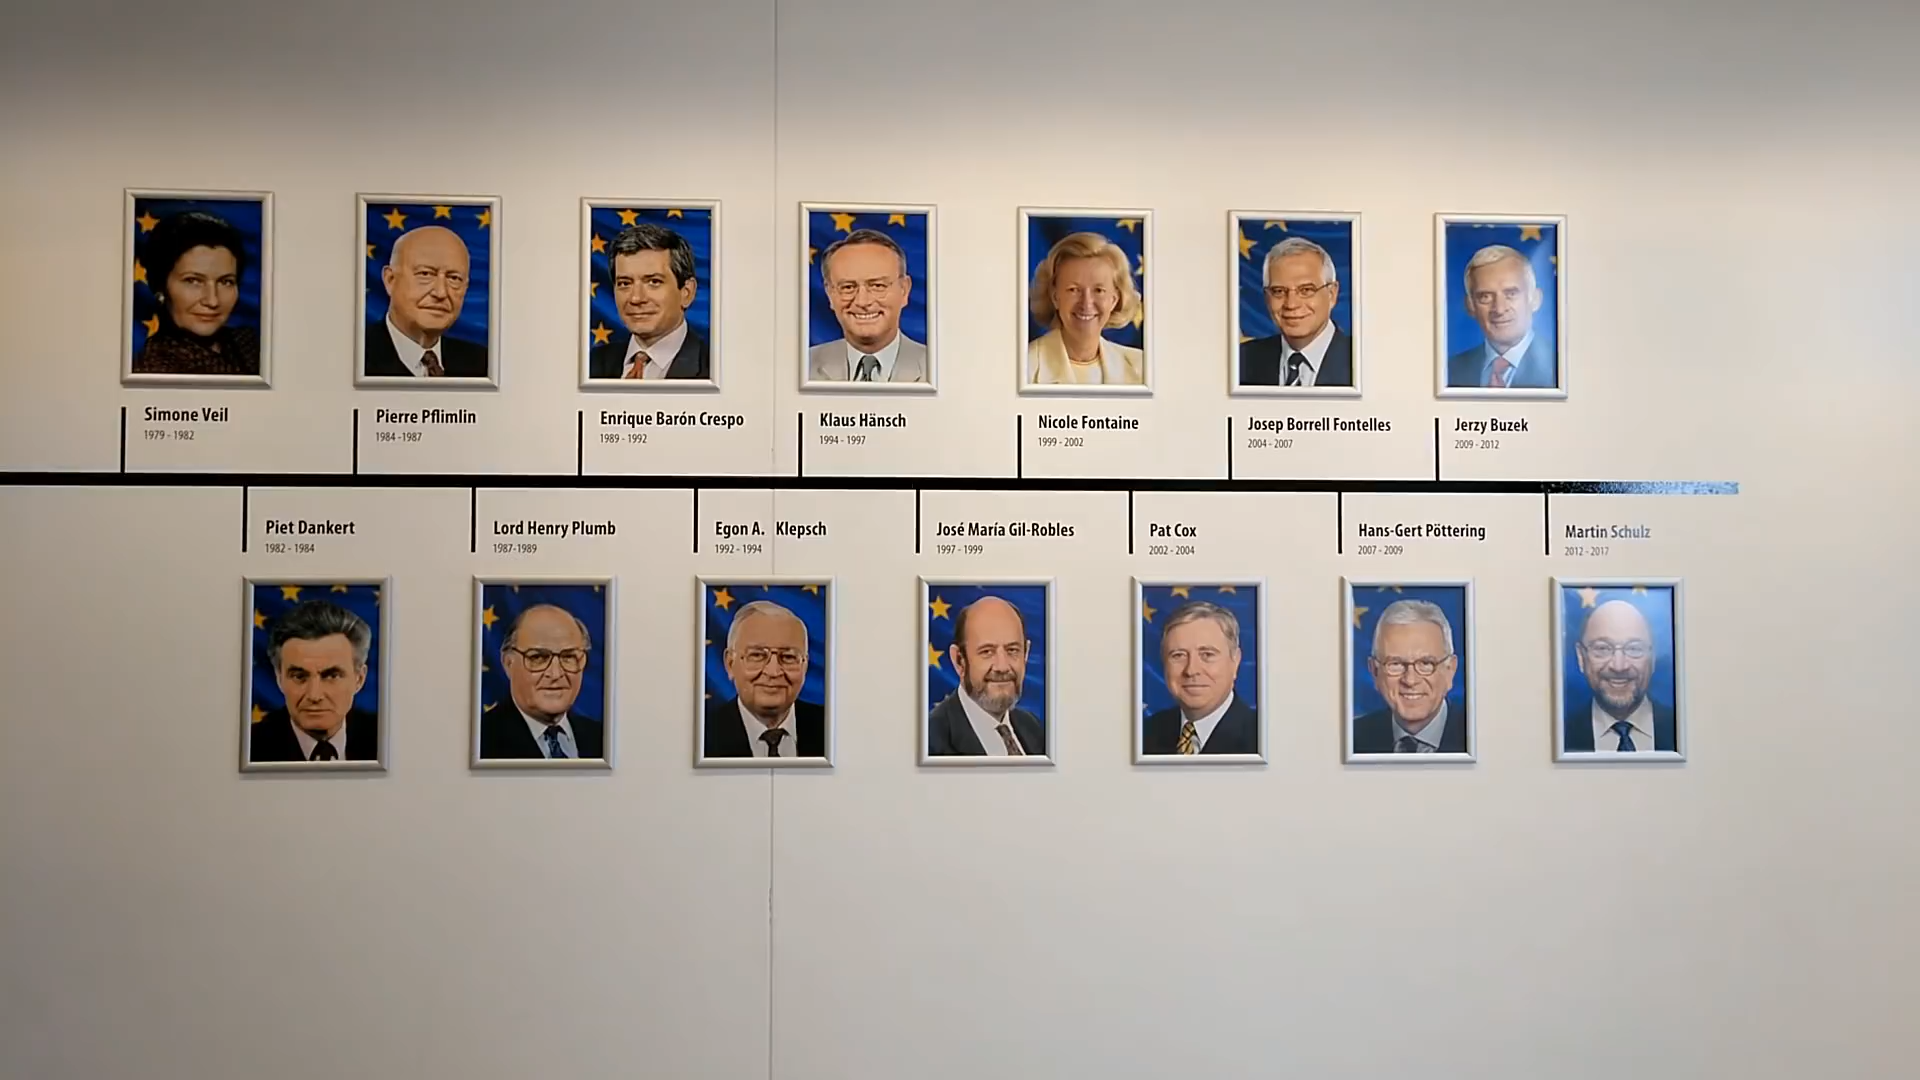 Simone Veil
1979 - 1982
Pierre Pflimlin
1984 -1987
Enrique Barón Crespo
1989 - 1992
Klaus Hänsch
1994 - 1997
Nicole Fontaine
1999 - 2002
Josep Borrell Fontelles
2004 - 2007
Jerzy Buzek
2009 - 2012
Piet Dankert
1982 - 1984
Lord Henry Plumb
1987-1989
Egon A. Klepsch
1992 - 1994
José María Gil-Robles
1997 - 1999
Pat Cox
2002 - 2004
Hans-Gert Pöttering
2007 - 2009
Martin Schulz
2012 - 2017